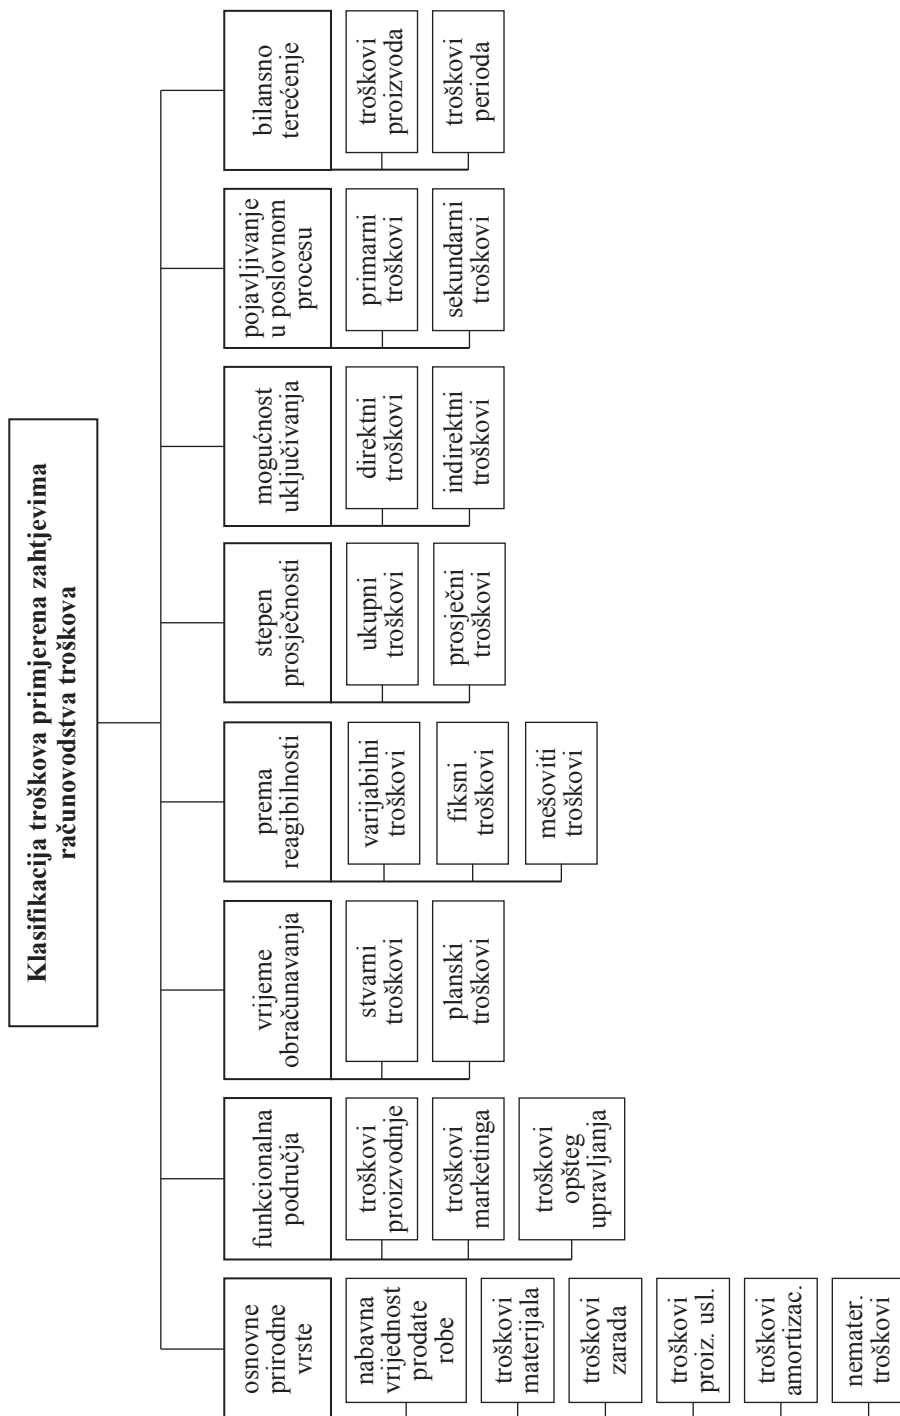 Klasifikacija troškova primjerena zahtjevima
računovodstva troškova
osnovne
prirodne
vrste
nabavna
vrijednost
prodate
robe
troškovi
materijala
troškovi
zarada
troškovi
proiz. usl.
troškovi
amortizac.
nemater.
troškovi
funkcionalna
područja
troškovi
proizvodnje
troškovi
marketinga
troškovi
opšteg
upravljanja
vrijeme
obračunavanja
stvarni
troškovi
planski
troškovi
prema
reagibilnosti
varijabilni
troškovi
fiksni
troškovi
mešoviti
troškovi
stepen
prosječnosti
ukupni
troškovi
prosječni
troškovi
mogućnost
uključivanja
direktni
troškovi
indirektni
troškovi
pojavljivanje
u poslovnom
procesu
primarni
troškovi
sekundarni
troškovi
bilansno
terećenje
troškovi
proizvoda
troškovi
perioda